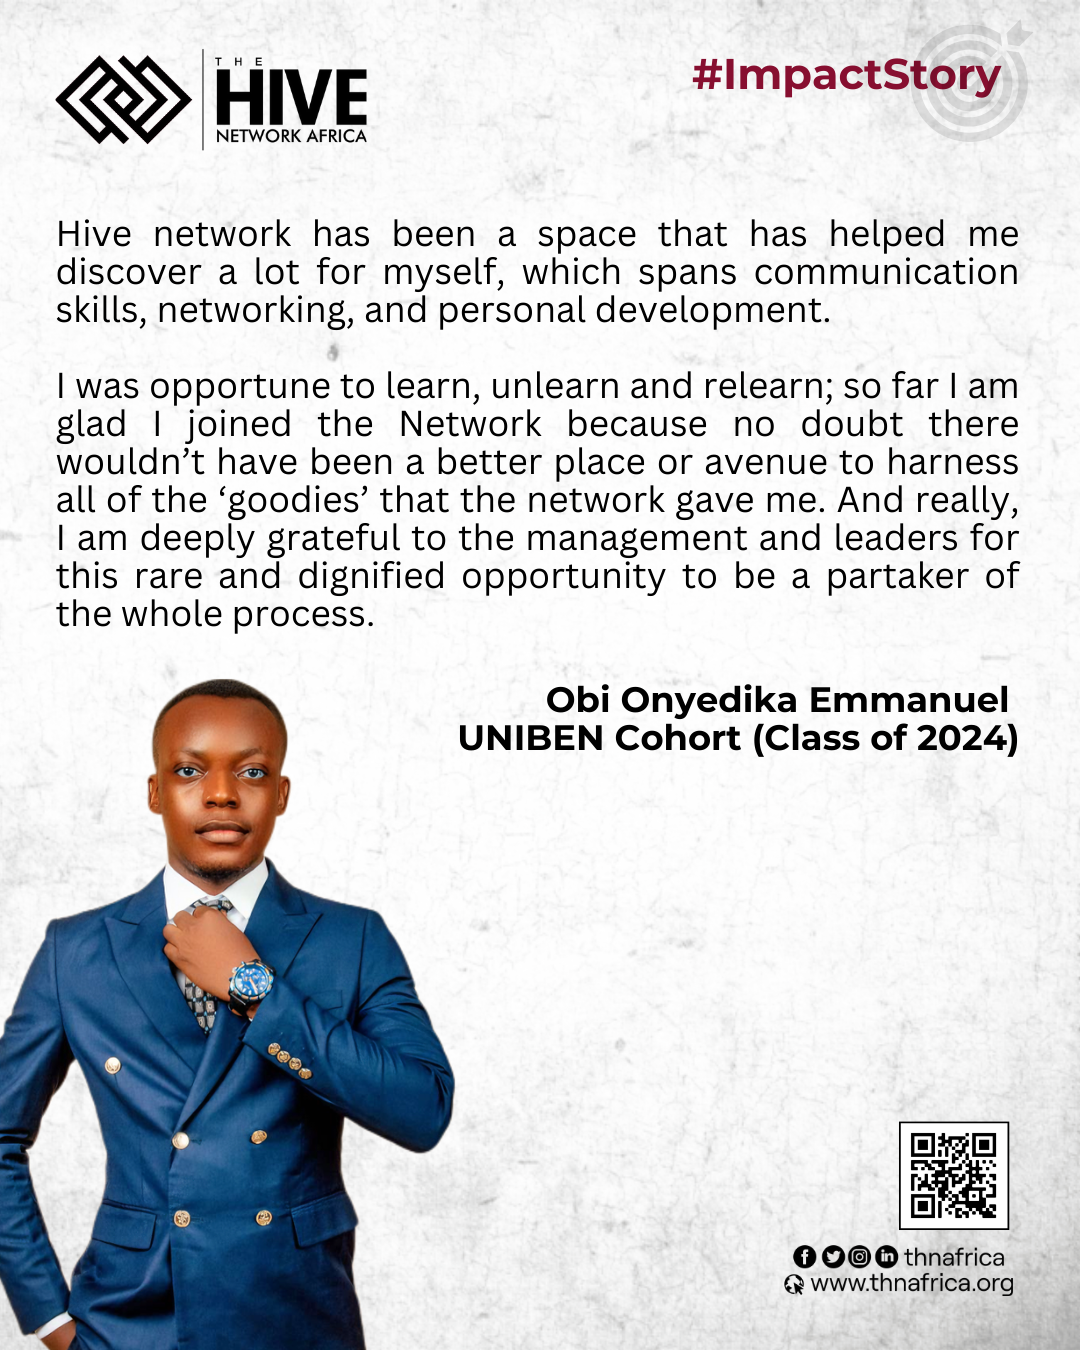 THE
HIVE
NETWORK AFRICA
#ImpactStory
Hive network has been a space that has helped me
discover a lot for myself, which spans communication
skills, networking, and personal development.
I was opportune to learn, unlearn and relearn; so far I am
glad I joined the Network because no doubt there
wouldn’t have been a better place or avenue to harness
all of the ‘goodies’ that the network gave me. And really,
I am deeply grateful to the management and leaders for
this rare and dignified opportunity to be a partaker of
the whole process.
Obi Onyedika Emmanuel
UNIBEN Cohort (Class of 2024)
thnafrica
www.thnafrica.org